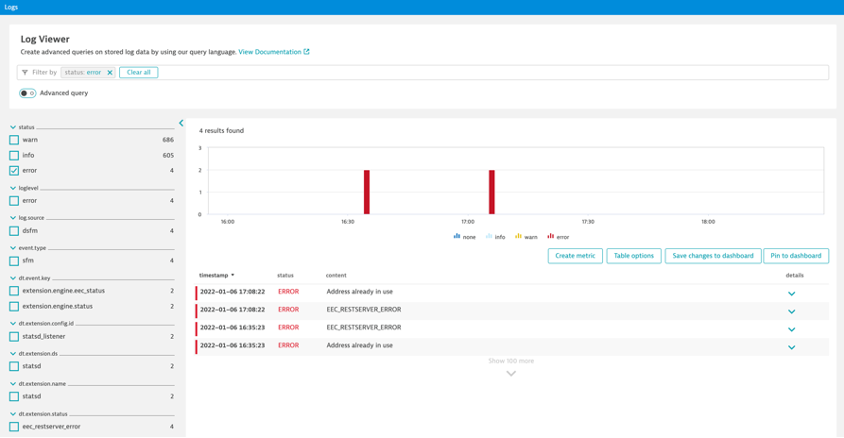 Logs
Log Viewer
Create advanced queries on stored log data by using our query language. View Documentation
Filter by status: error Clear all
Advanced query
status
warn 686
info 605
error 4
loglevel
error 4
log.source
dsfm 4
event.type
sfm 4
dt.event.key
extension.engine.eec_status 2
extension.engine.status 2
dt.extension.config.id
statsd_listener 2
dt.extension.ds
statsd 2
dt.extension.name
statsd 2
dt.extension.status
eec_restserver_error 4
4 results found
3
2
1
0
16:00 16:30 17:00 17:30 18:00
none info warn error
Create metric Table options Save changes to dashboard Pin to dashboard
timestamp status content details
2022-01-06 17:08:22 ERROR Address already in use
2022-01-06 17:08:22 ERROR EEC_RESTSERVER_ERROR
2022-01-06 16:35:23 ERROR EEC_RESTSERVER_ERROR
2022-01-06 16:35:23 ERROR Address already in use
Show 100 more